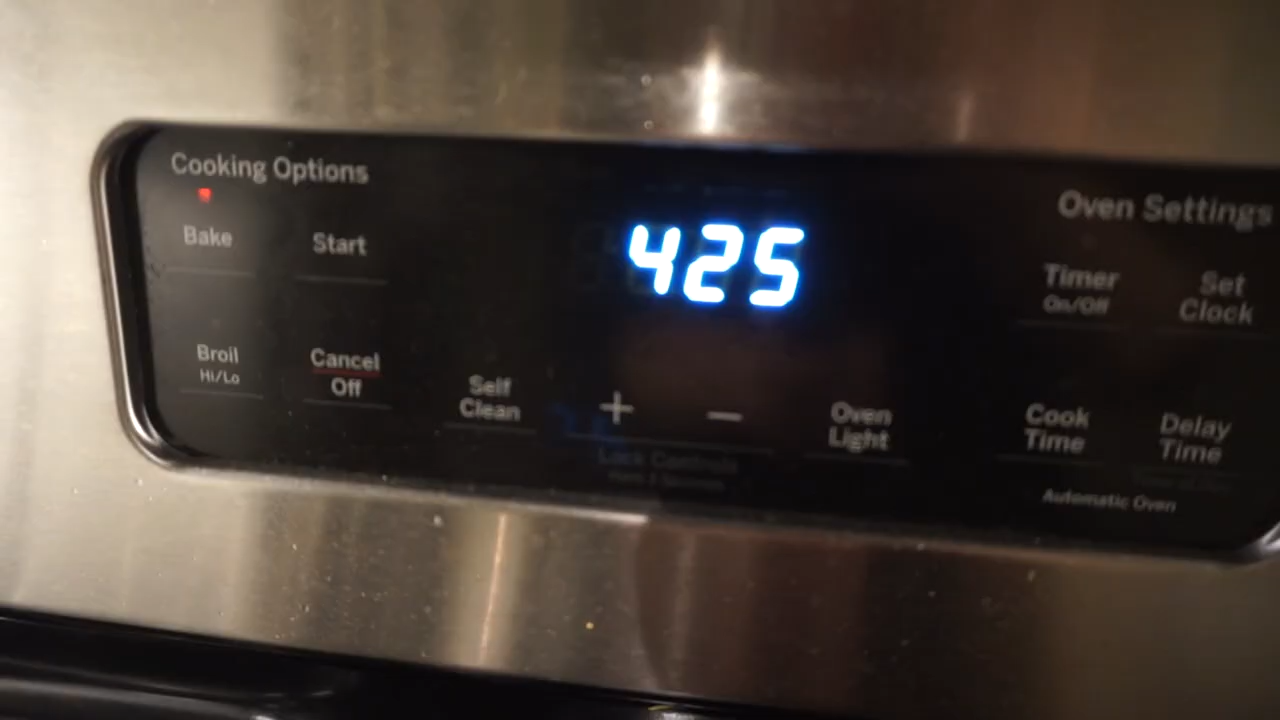 Cooking Options
Oven Settings
425
Bake
Start
Timer
On/Off
Set
Clock
Broil
Hi/Lo
Cancel
Off
Self
Clean
+
−
Oven
Light
Cook
Time
Delay
Time
Lock Controls
Automatic Oven